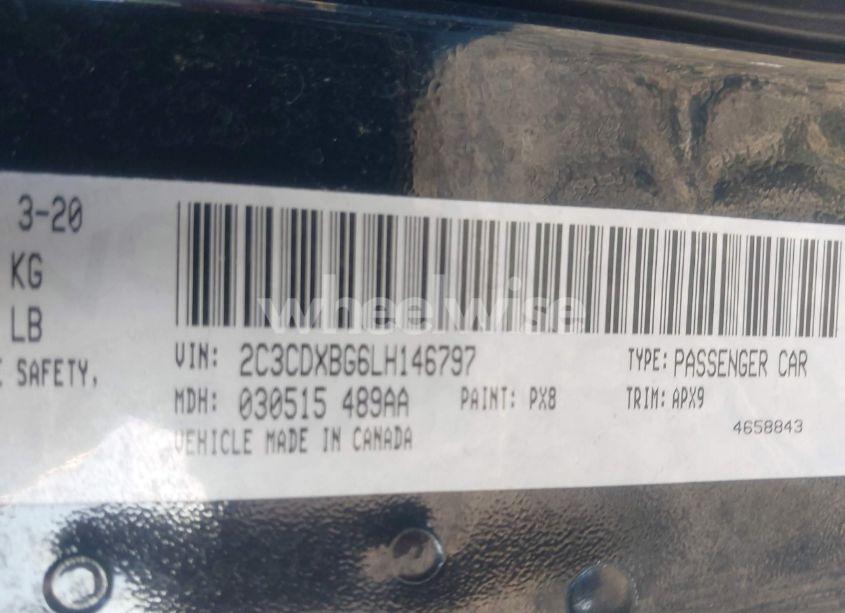 3-20
KG
LB
SAFETY,
wheelwise
VIN: 2C3CDXBG6LH146797 TYPE: PASSENGER CAR
MDH: 030515 489AA PAINT: PX8 TRIM: APX9
VEHICLE MADE IN CANADA
4658843